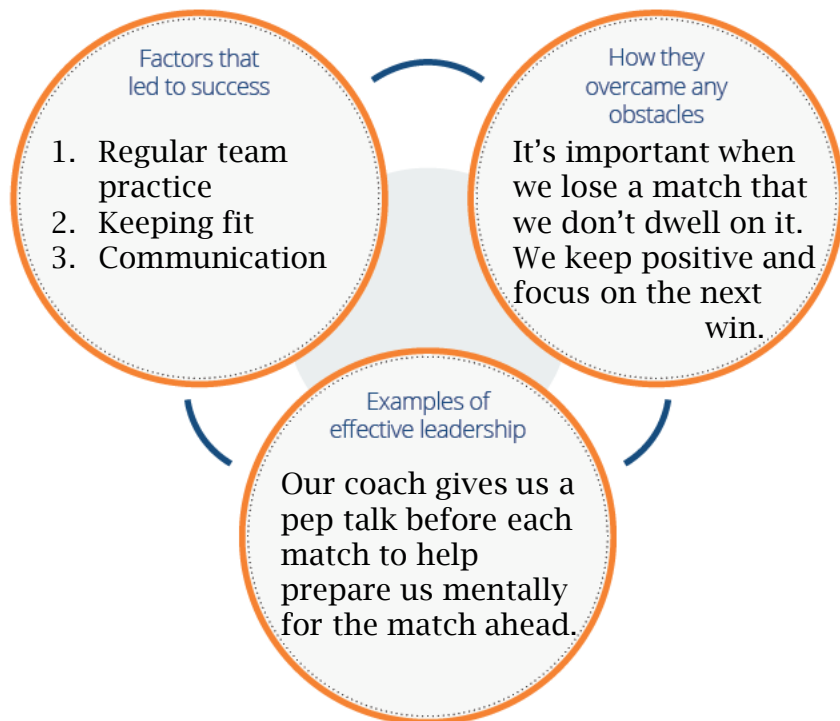 Factors that
led to success
1. Regular team
practice
2. Keeping fit
3. Communication
How they
overcame any
obstacles
It’s important when
we lose a match that
we don’t dwell on it.
We keep positive and
focus on the next
win.
Examples of
effective leadership
Our coach gives us a
pep talk before each
match to help
prepare us mentally
for the match ahead.